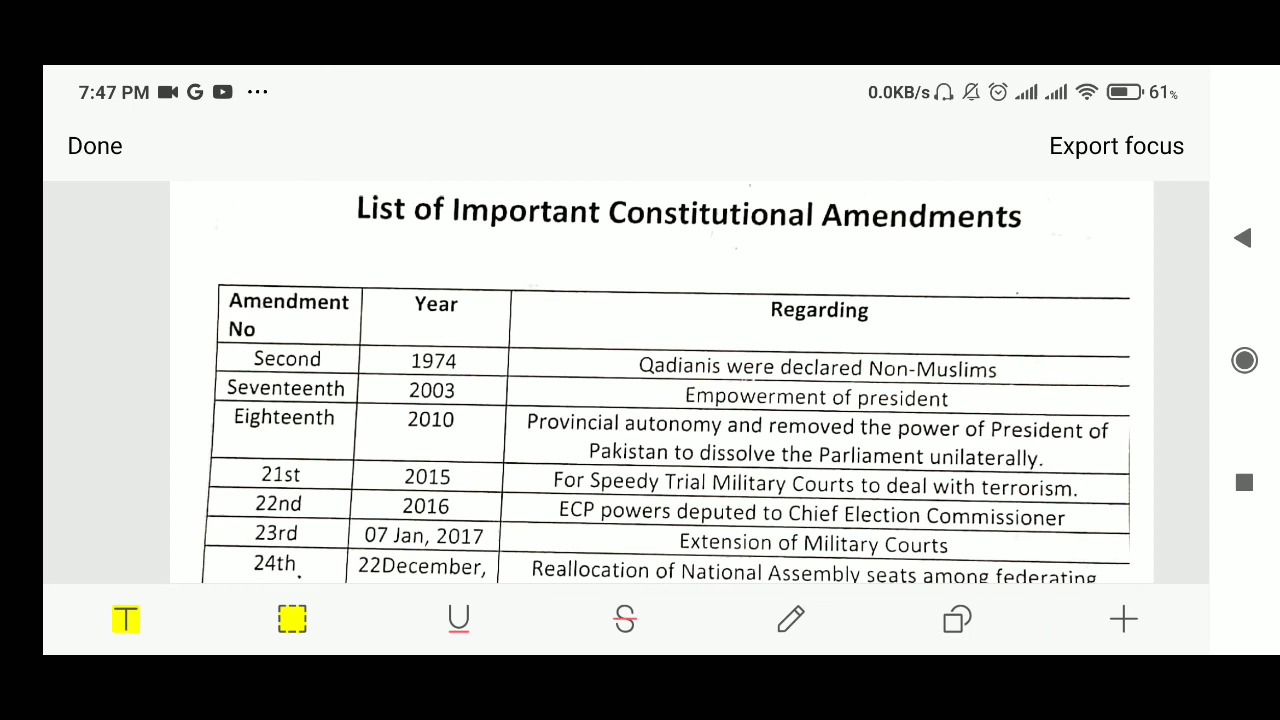 7:47 PM G ...
0.0KB/s 61%
Done
Export focus
List of Important Constitutional Amendments
Amendment No Year Regarding
Second 1974 Qadianis were declared Non-Muslims
Seventeenth 2003 Empowerment of president
Eighteenth 2010 Provincial autonomy and removed the power of President of
Pakistan to dissolve the Parliament unilaterally.
21st 2015 For Speedy Trial Military Courts to deal with terrorism.
22nd 2016 ECP powers deputed to Chief Election Commissioner
23rd 07 Jan, 2017 Extension of Military Courts
24th 22December, Reallocation of National Assembly seats among federating
T U S